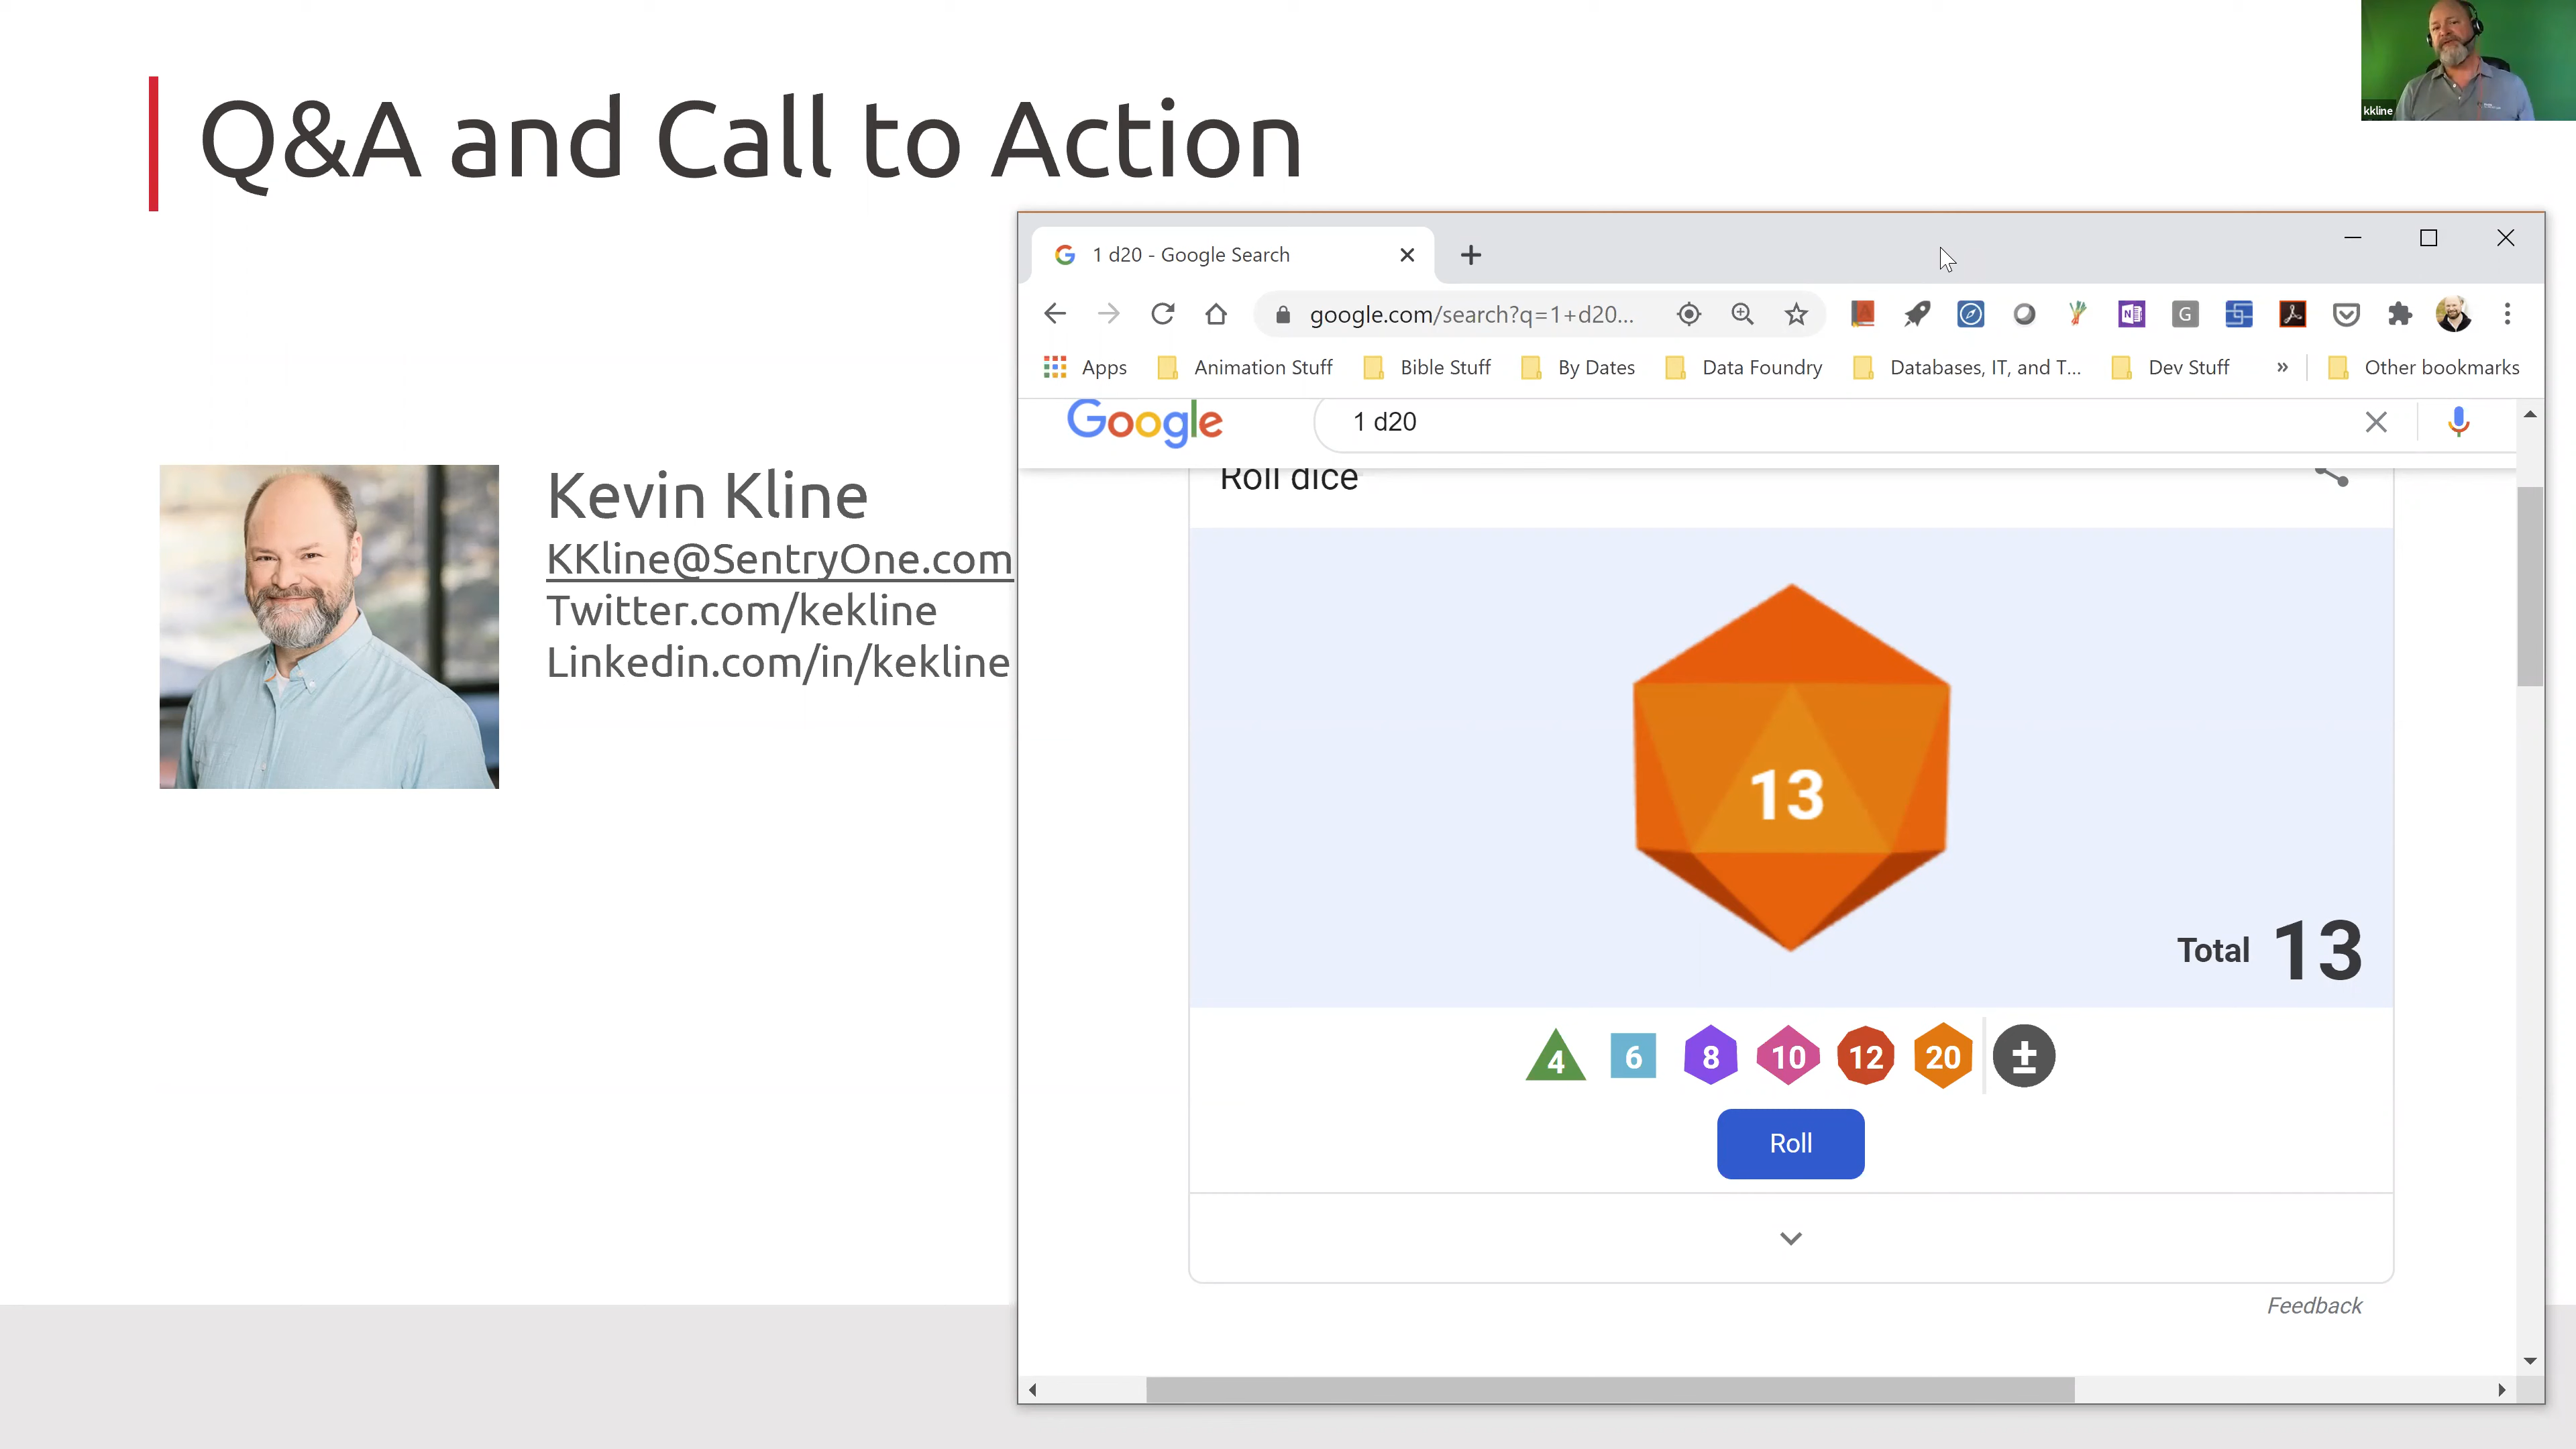 Q&A and Call to Action
kkline
Kevin Kline
KKline@SentryOne.com
Twitter.com/kekline
Linkedin.com/in/kekline
1 d20 - Google Search
google.com/search?q=1+d20...
Apps
Animation Stuff
Bible Stuff
By Dates
Data Foundry
Databases, IT, and T...
Dev Stuff
»
Other bookmarks
Google
1 d20
Roll dice
13
Total 13
4 6 8 10 12 20 ±
Roll
Feedback